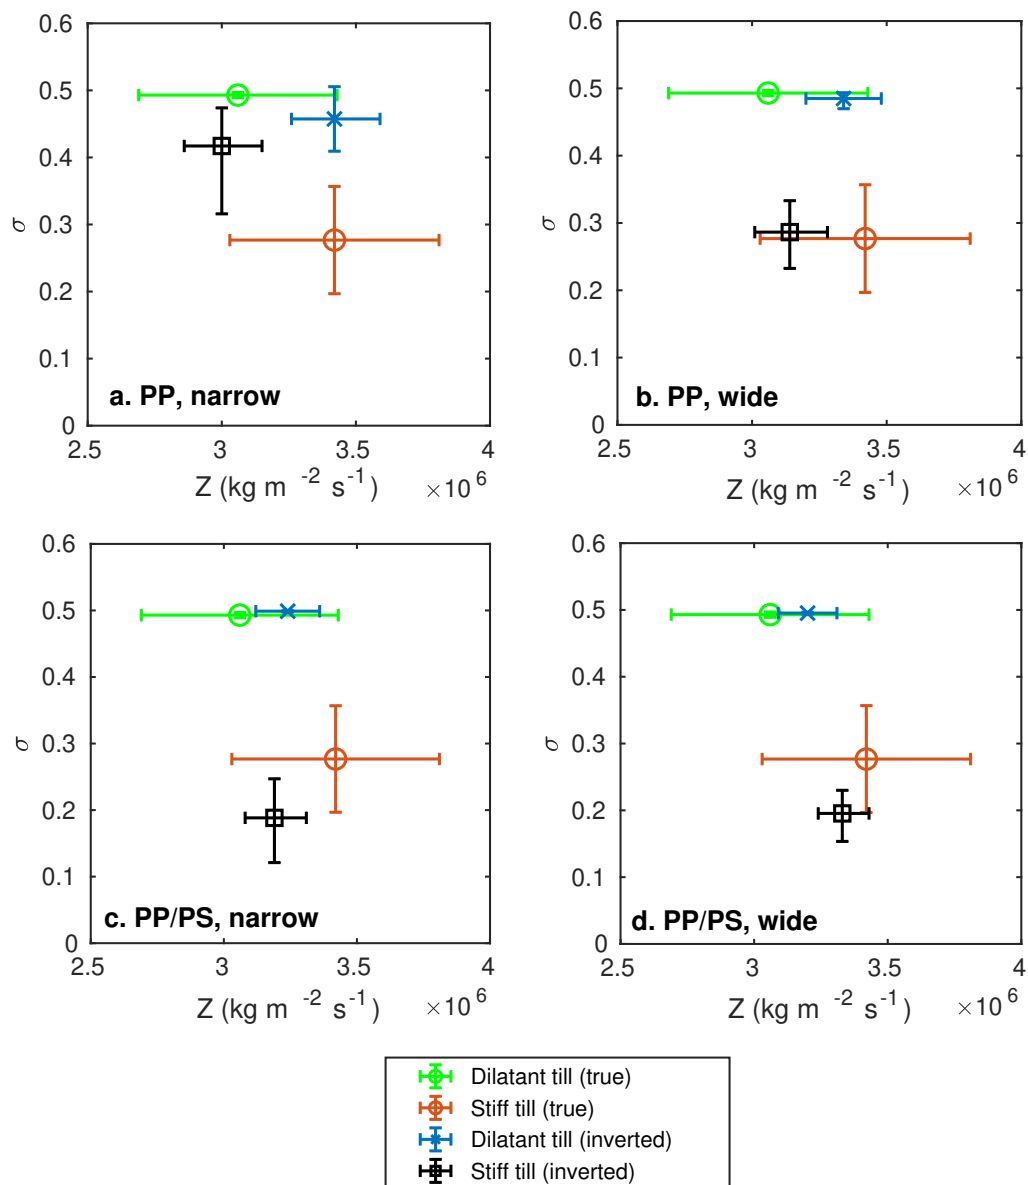 0.6
0.5
0.4
0.3
0.2
0.1
0
σ
a. PP, narrow
2.5 3 3.5 4
Z (kg m -2 s-1) ×10 6
0.6
0.5
0.4
0.3
0.2
0.1
0
σ
b. PP, wide
2.5 3 3.5 4
Z (kg m -2 s-1) ×10 6
0.6
0.5
0.4
0.3
0.2
0.1
0
σ
c. PP/PS, narrow
2.5 3 3.5 4
Z (kg m -2 s-1) ×10 6
0.6
0.5
0.4
0.3
0.2
0.1
0
σ
d. PP/PS, wide
2.5 3 3.5 4
Z (kg m -2 s-1) ×10 6
Dilatant till (true)
Stiff till (true)
Dilatant till (inverted)
Stiff till (inverted)